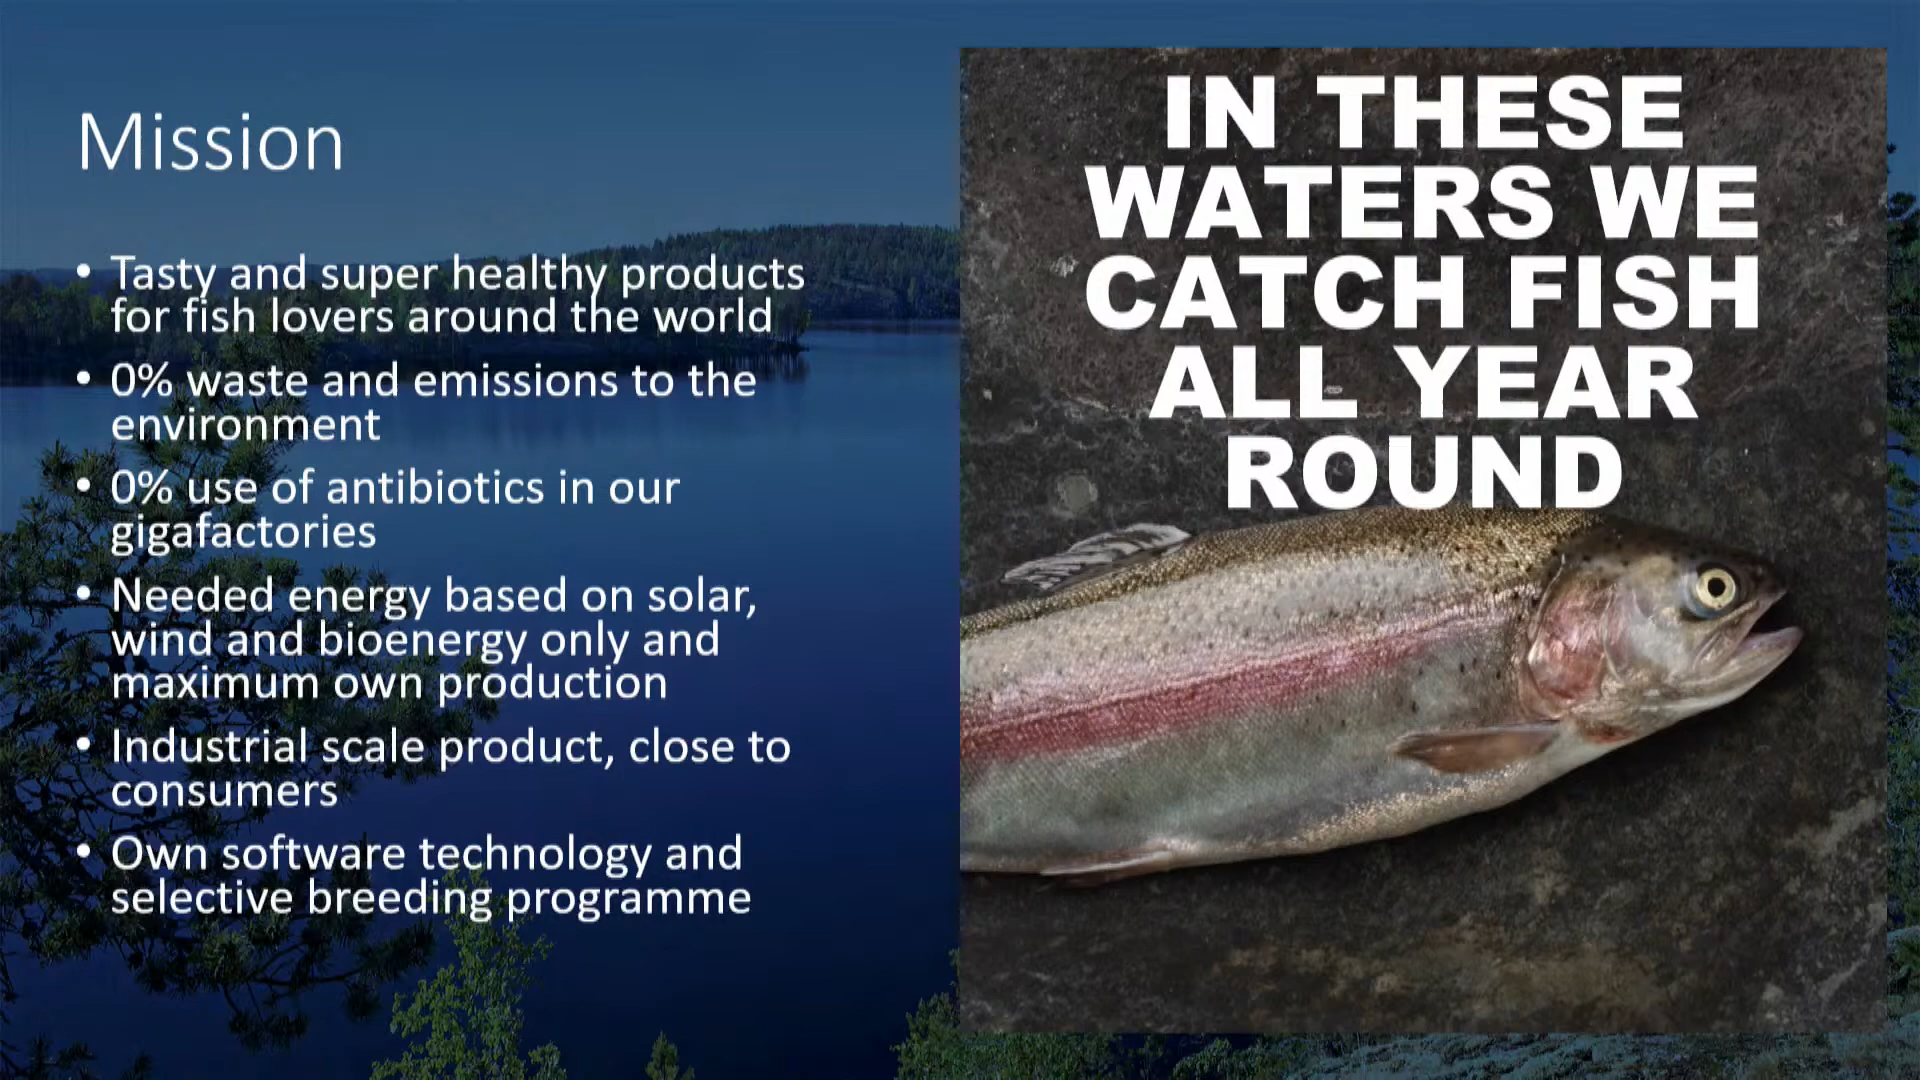 Mission
• Tasty and super healthy products
for fish lovers around the world
• 0% waste and emissions to the
environment
• 0% use of antibiotics in our
gigafactories
• Needed energy based on solar,
wind and bioenergy only and
maximum own production
• Industrial scale product, close to
consumers
• Own software technology and
selective breeding programme
IN THESE
WATERS WE
CATCH FISH
ALL YEAR
ROUND